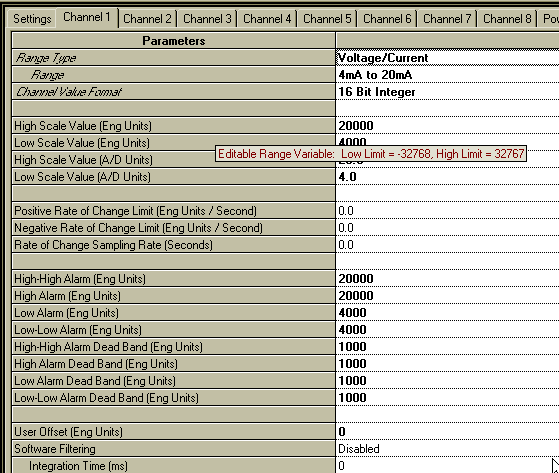 Settings Channel 1 Channel 2 Channel 3 Channel 4 Channel 5 Channel 6 Channel 7 Channel 8
Parameters
Range Type Voltage/Current
Range 4mA to 20mA
Channel Value Format 16 Bit Integer
High Scale Value (Eng Units) 20000
Low Scale Value (Eng Units) 4000
Editable Range Variable: Low Limit = -32768, High Limit = 32767
High Scale Value (A/D Units)
Low Scale Value (A/D Units) 4.0
Positive Rate of Change Limit (Eng Units / Second) 0.0
Negative Rate of Change Limit (Eng Units / Second) 0.0
Rate of Change Sampling Rate (Seconds) 0.0
High-High Alarm (Eng Units) 20000
High Alarm (Eng Units) 20000
Low Alarm (Eng Units) 4000
Low-Low Alarm (Eng Units) 4000
High-High Alarm Dead Band (Eng Units) 1000
High Alarm Dead Band (Eng Units) 1000
Low Alarm Dead Band (Eng Units) 1000
Low-Low Alarm Dead Band (Eng Units) 1000
User Offset (Eng Units) 0
Software Filtering Disabled
Integration Time (ms) 0